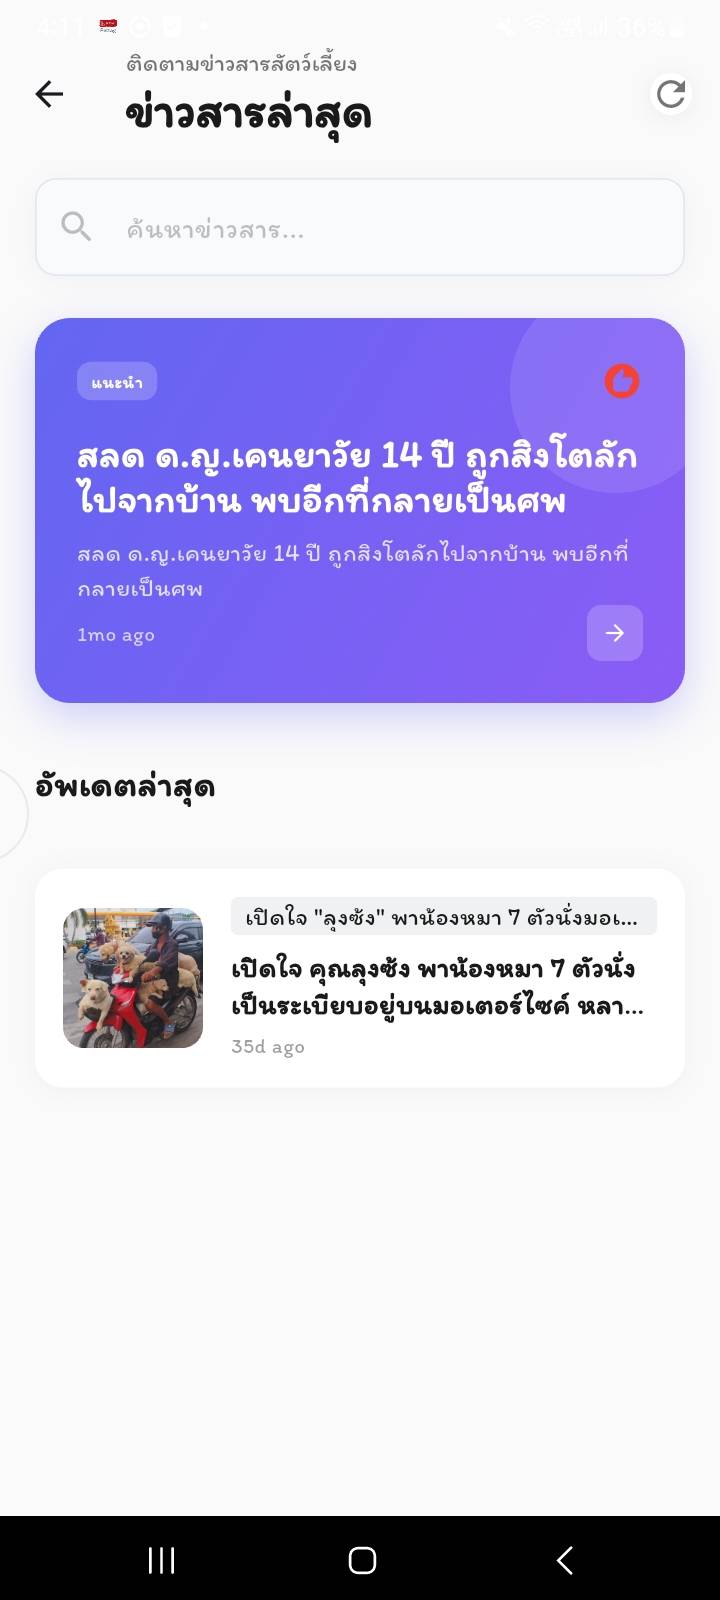 4:11
36%
ติดตามข่าวสารสัตว์เลี้ยง
ข่าวสารล่าสุด
ค้นหาข่าวสาร...
แนะนำ
สลด ด.ญ.เคนยาวัย 14 ปี ถูกสิงโตลัก
ไปจากบ้าน พบอีกที่กลายเป็นศพ
สลด ด.ญ.เคนยาวัย 14 ปี ถูกสิงโตลักไปจากบ้าน พบอีกที่
กลายเป็นศพ
1mo ago
อัพเดตล่าสุด
เปิดใจ "ลุงซ้ง" พาน้องหมา 7 ตัวนั่งมอเ...
เปิดใจ คุณลุงซ้ง พาน้องหมา 7 ตัวนั่ง
เป็นระเบียบอยู่บนมอเตอร์ไซค์ หลา...
35d ago